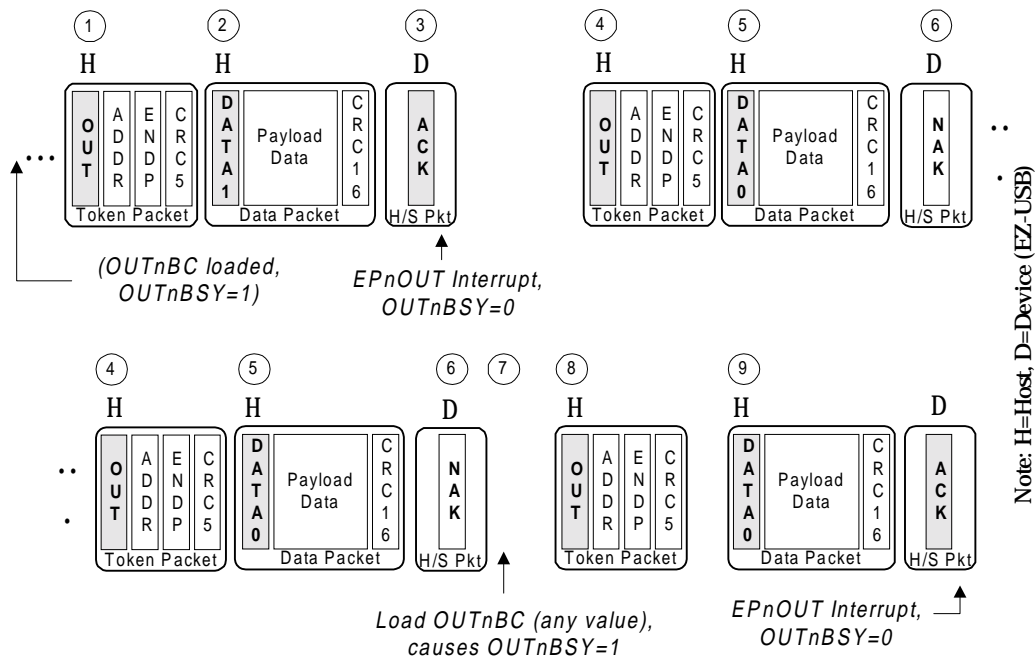 1 2 3 4 5 6
H H D H H D
OUT ADDR ENDP CRC5 DATA1 Payload Data CRC16 ACK OUT ADDR ENDP CRC5 DATA0 Payload Data CRC16 NAK
... ..
.
Token Packet Data Packet H/S Pkt Token Packet Data Packet H/S Pkt
(OUTnBC loaded,
OUTnBSY=1)
EPnOUT Interrupt,
OUTnBSY=0
4 5 6 7 8 9
H H D H H D
.. OUT ADDR ENDP CRC5 DATA0 Payload Data CRC16 NAK OUT ADDR ENDP CRC5 DATA0 Payload Data CRC16 ACK
.
Token Packet Data Packet H/S Pkt Token Packet Data Packet H/S Pkt
Load OUTnBC (any value),
causes OUTnBSY=1
EPnOUT Interrupt,
OUTnBSY=0
Note: H=Host, D=Device (EZ-USB)